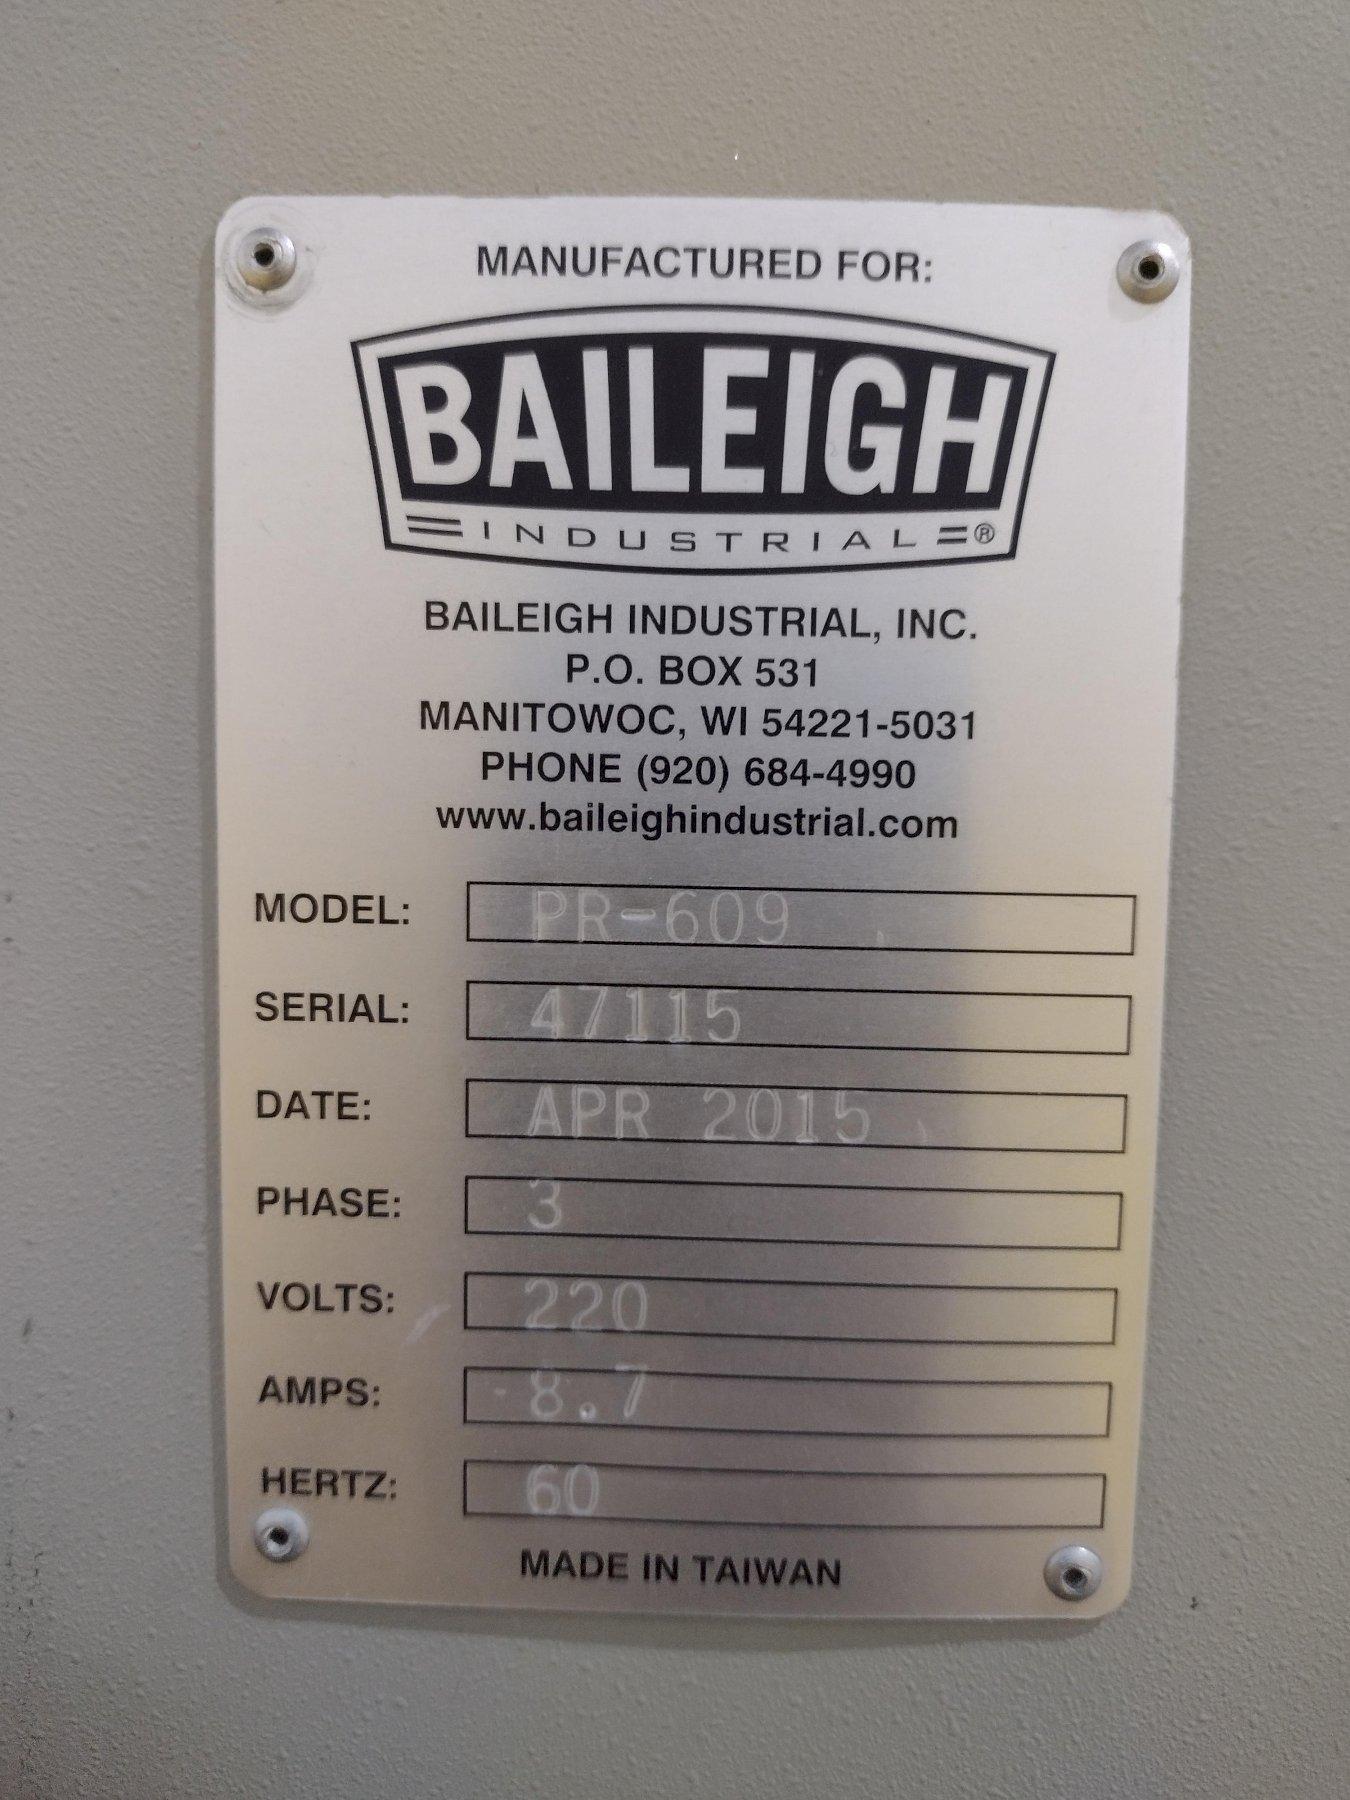 MANUFACTURED FOR:
BAILEIGH
INDUSTRIAL ®
BAILEIGH INDUSTRIAL, INC.
P.O. BOX 531
MANITOWOC, WI 54221-5031
PHONE (920) 684-4990
www.baileighindustrial.com
MODEL: PR-609
SERIAL: 47115
DATE: APR 2015
PHASE: 3
VOLTS: 220
AMPS: 8.7
HERTZ: 60
MADE IN TAIWAN